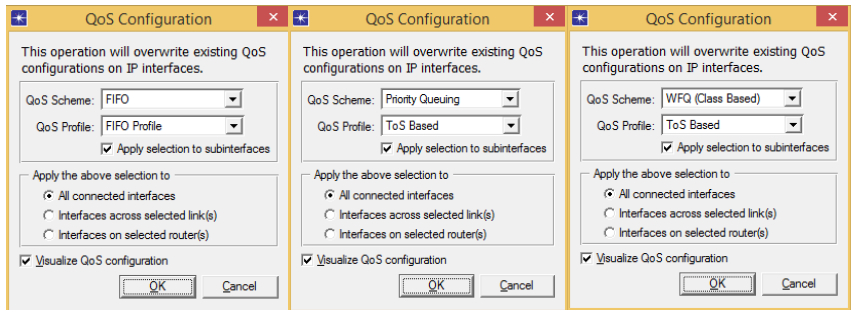 QoS Configuration
This operation will overwrite existing QoS
configurations on IP interfaces.
QoS Scheme: FIFO
QoS Profile: FIFO Profile
Apply selection to subinterfaces
Apply the above selection to
All connected interfaces
Interfaces across selected link(s)
Interfaces on selected router(s)
Visualize QoS configuration
OK Cancel
QoS Configuration
This operation will overwrite existing QoS
configurations on IP interfaces.
QoS Scheme: Priority Queuing
QoS Profile: ToS Based
Apply selection to subinterfaces
Apply the above selection to
All connected interfaces
Interfaces across selected link(s)
Interfaces on selected router(s)
Visualize QoS configuration
OK Cancel
QoS Configuration
This operation will overwrite existing QoS
configurations on IP interfaces.
QoS Scheme: WFQ (Class Based)
QoS Profile: ToS Based
Apply selection to subinterfaces
Apply the above selection to
All connected interfaces
Interfaces across selected link(s)
Interfaces on selected router(s)
Visualize QoS configuration
OK Cancel